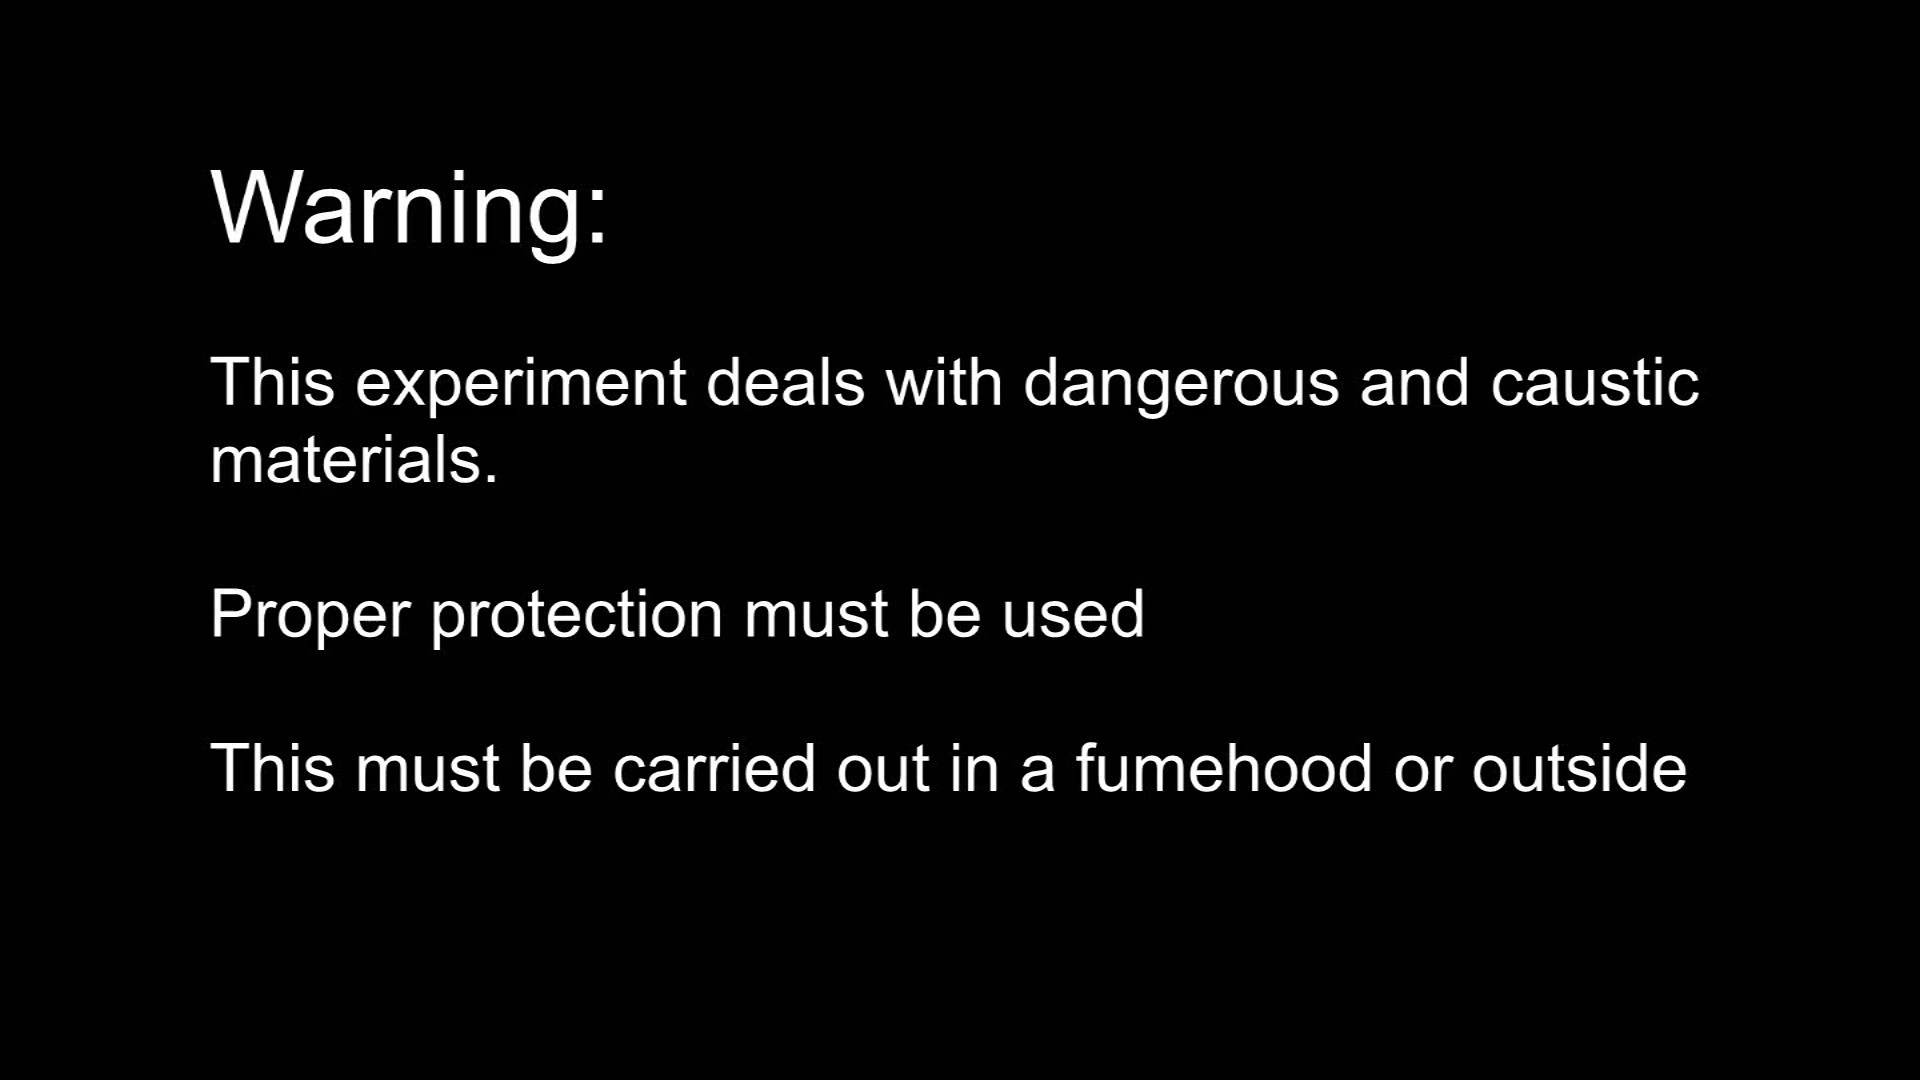 Warning:
This experiment deals with dangerous and caustic
materials.
Proper protection must be used
This must be carried out in a fumehood or outside